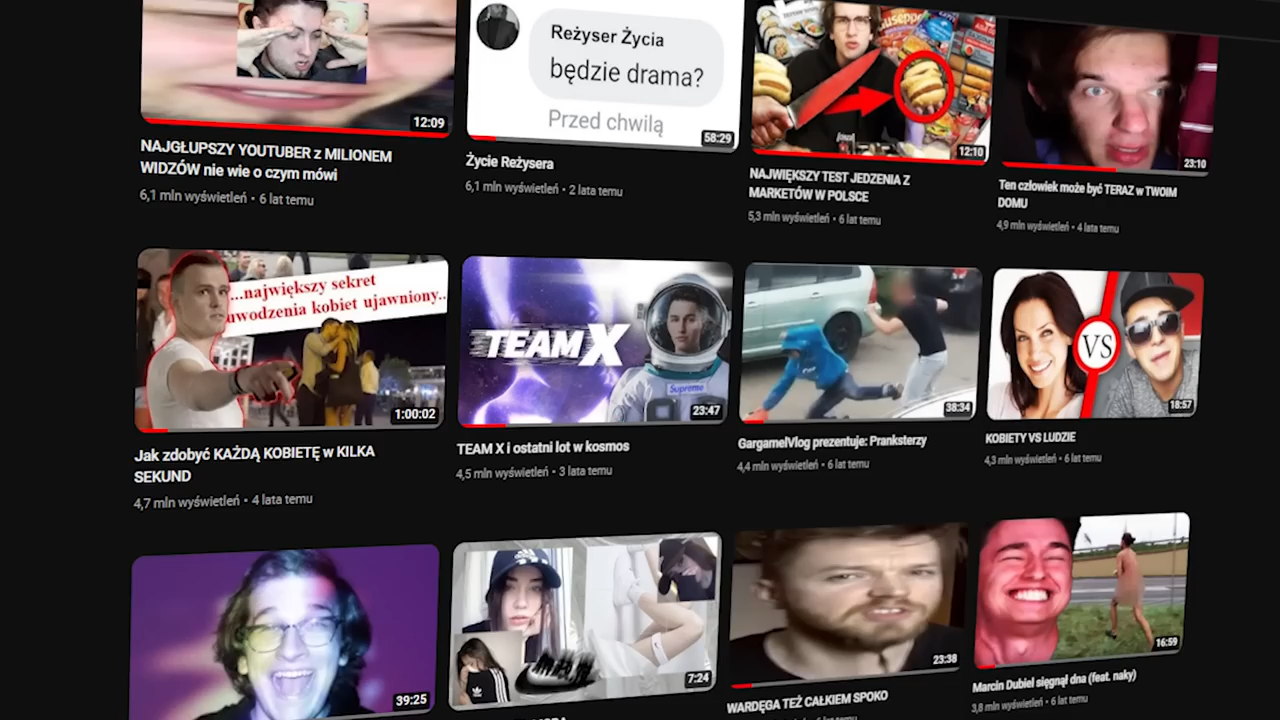 12:09
NAJGŁUPSZY YOUTUBER z MILIONEM
WIDZÓW nie wie o czym mówi
6,1 mln wyświetleń • 6 lat temu
Reżyser Życia
będzie drama?
Przed chwilą
58:29
Życie Reżysera
6,1 mln wyświetleń • 2 lata temu
12:10
NAJWIĘKSZY TEST JEDZENIA Z
MARKETÓW W POLSCE
5,3 mln wyświetleń • 6 lat temu
23:10
Ten człowiek może być TERAZ w TWOIM
DOMU
4,9 mln wyświetleń • 4 lata temu
...największy sekret
uwodzenia kobiet ujawniony..
1:00:02
Jak zdobyć KAŻDĄ KOBIETĘ w KILKA
SEKUND
4,7 mln wyświetleń • 4 lata temu
TEAM X
Supreme
23:47
TEAM X i ostatni lot w kosmos
4,5 mln wyświetleń • 3 lata temu
38:34
GargamelVlog prezentuje: Pranksterzy
4,4 mln wyświetleń • 6 lat temu
VS
18:57
KOBIETY VS LUDZIE
4,3 mln wyświetleń • 6 lat temu
39:25
7:24
23:38
WARDĘGA TEŻ CAŁKIEM SPOKO
16:59
Marcin Dubiel sięgnął dna (feat. naky)
3,8 mln wyświetleń • 6 lat temu